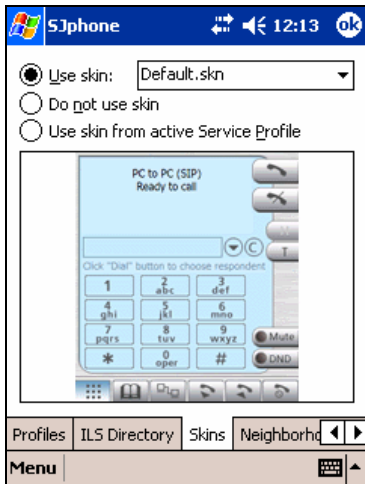 SJphone 12:13 ok
Use skin: Default.skn
Do not use skin
Use skin from active Service Profile
PC to PC (SIP)
Ready to call
C
T
Click "Dial" button to choose respondent
1 2 abc 3 def
4 ghi 5 jkl 6 mno
7 pqrs 8 tuv 9 wxyz Mute
* 0 oper # DND
Profiles ILS Directory Skins Neighborho
Menu